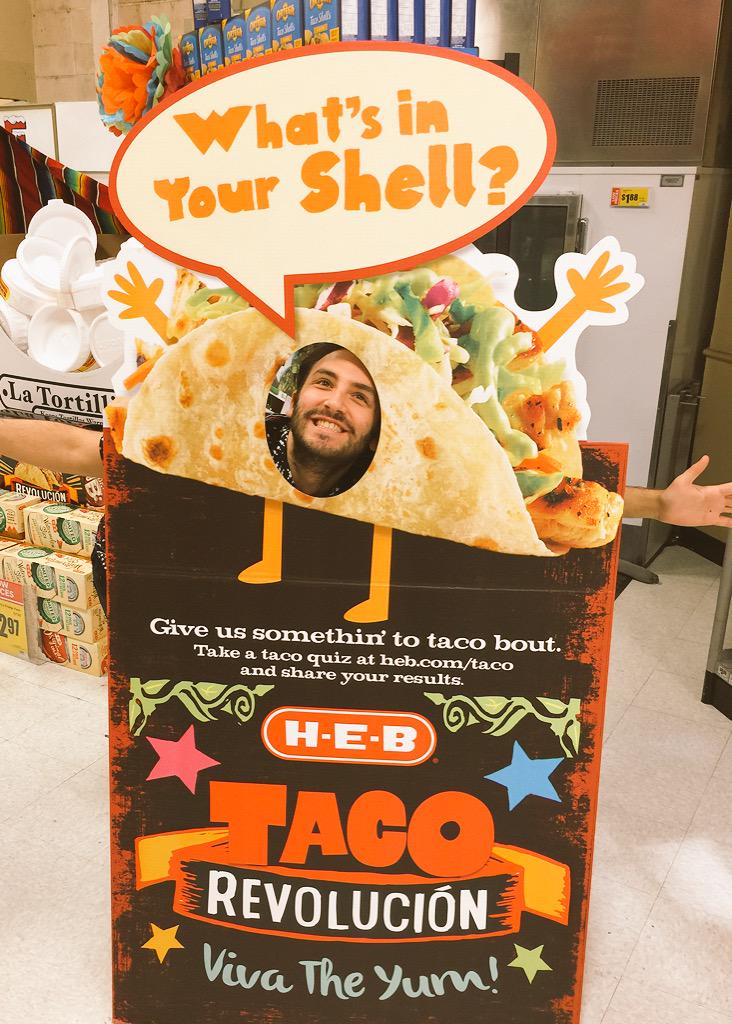 What's in
Your Shell?
$1.88
La Tortill
REVOLUCIÓN
2.97
Give us somethin' to taco bout.
Take a taco quiz at heb.com/taco
and share your results.
H-E-B
TACO
REVOLUCIÓN
Viva The Yum!